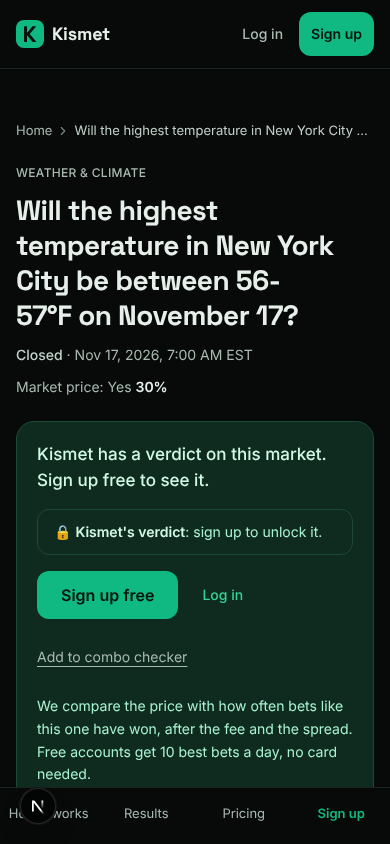 K Kismet
Log in
Sign up
Home > Will the highest temperature in New York City ...
WEATHER & CLIMATE
Will the highest
temperature in New York
City be between 56-
57°F on November 17?
Closed · Nov 17, 2026, 7:00 AM EST
Market price: Yes 30%
Kismet has a verdict on this market.
Sign up free to see it.
🔒 Kismet's verdict: sign up to unlock it.
Sign up free
Log in
Add to combo checker
We compare the price with how often bets like
this one have won, after the fee and the spread.
Free accounts get 10 best bets a day, no card
needed.
N
works
Results
Pricing
Sign up